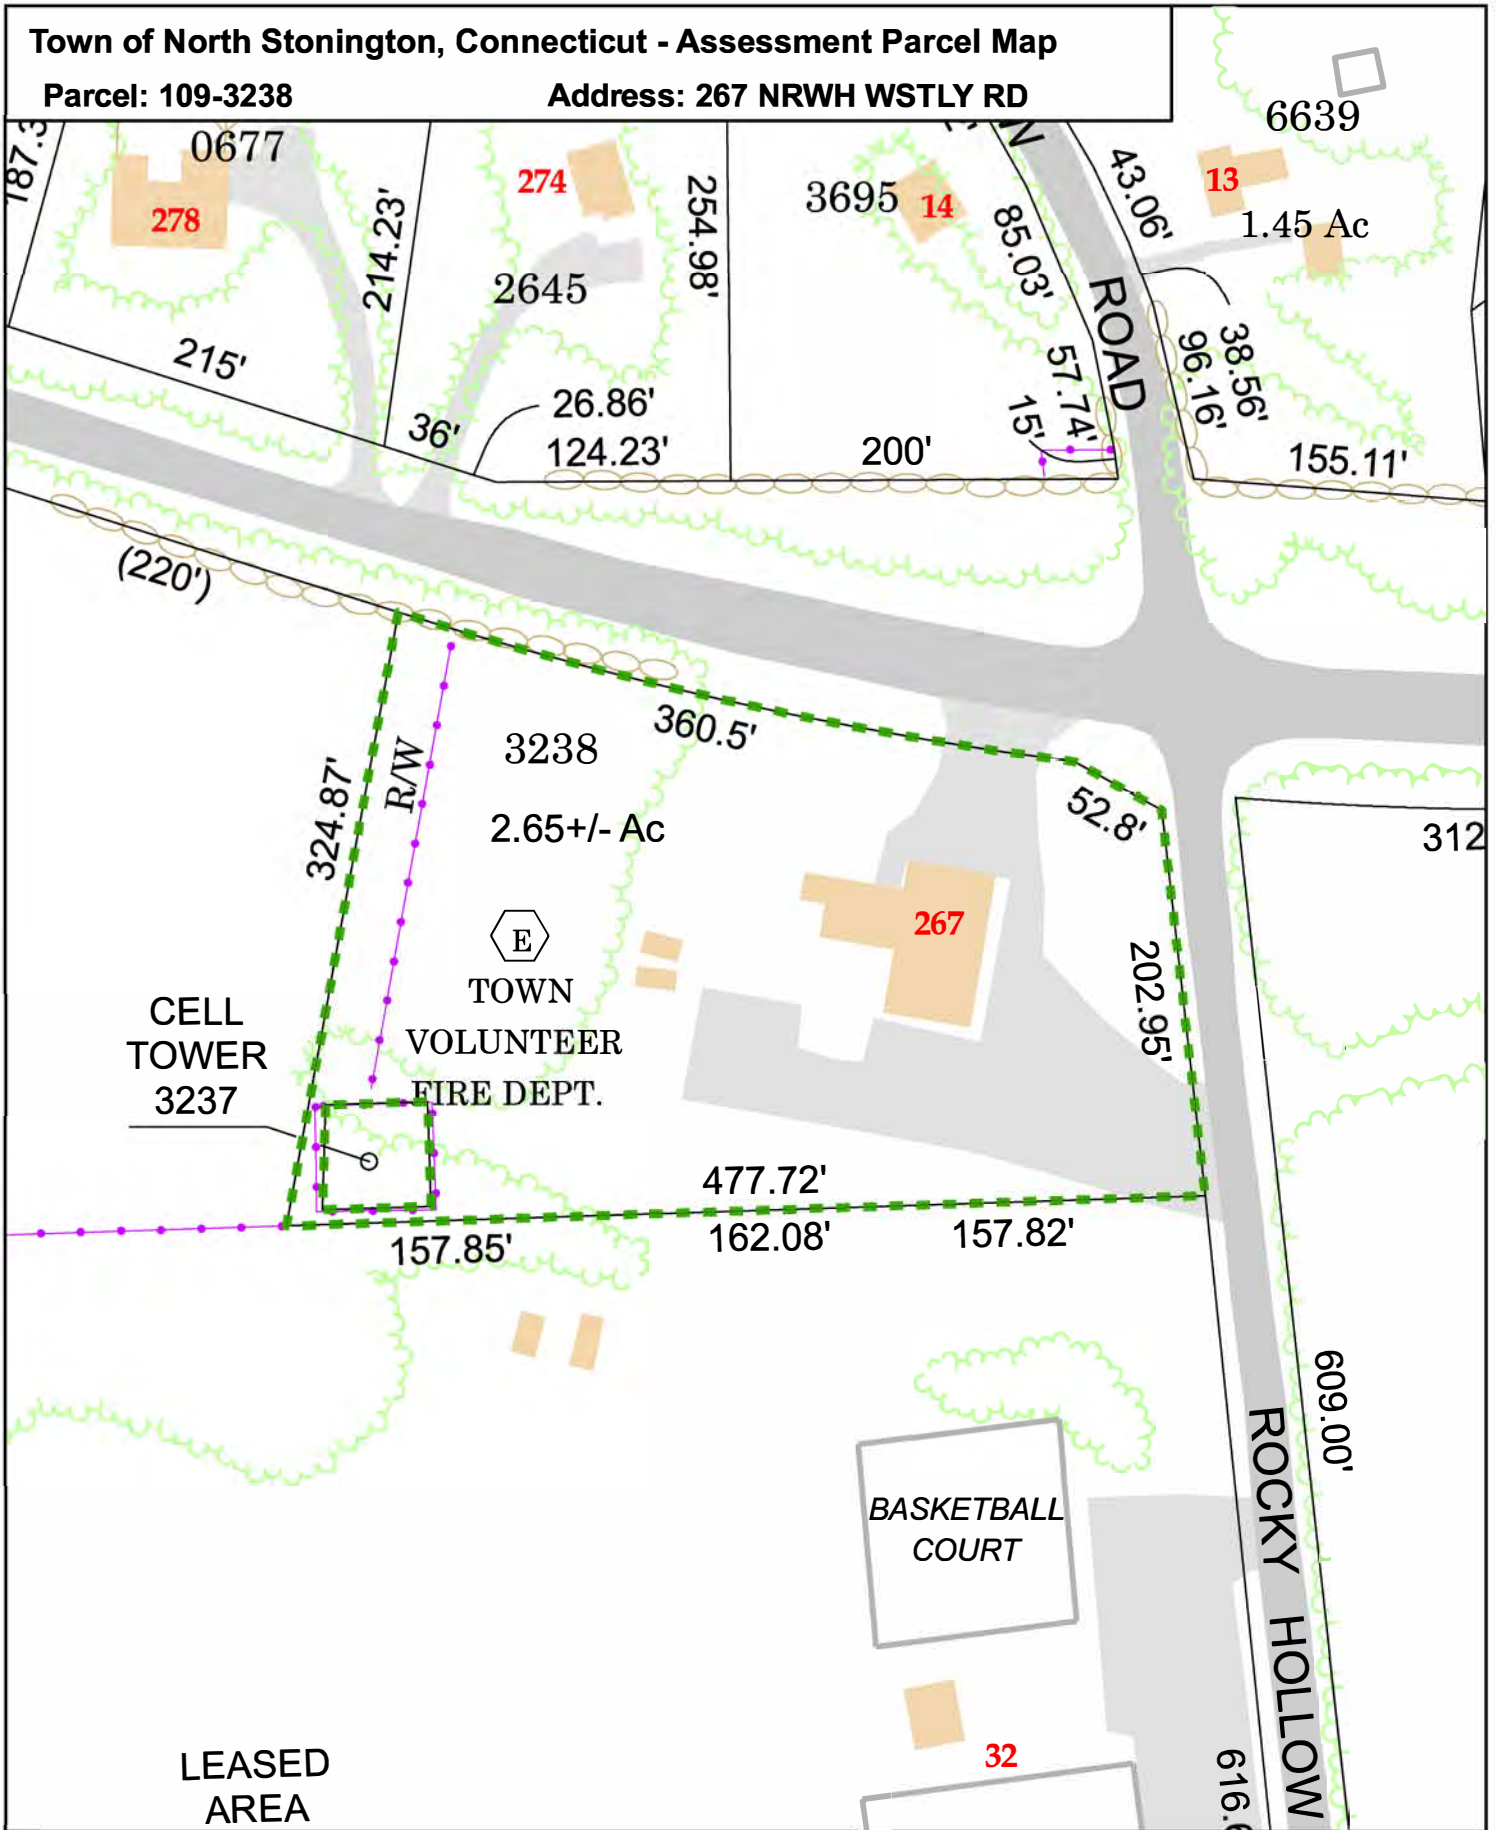 Town of North Stonington, Connecticut - Assessment Parcel Map
Parcel: 109-3238
Address: 267 NRWH WSTLY RD
0677
278
214.23'
215'
274
2645
254.98'
36'
26.86'
124.23'
3695
14
85.03'
57.74'
15'
200'
ROAD
43.06'
6639
13
1.45 Ac
38.56'
96.16'
155.11'
(220')
360.5'
324.87'
R/W
3238
2.65+/- Ac
52.8'
267
202.95'
E
TOWN
VOLUNTEER
FIRE DEPT.
CELL
TOWER
3237
477.72'
157.85'
162.08'
157.82'
312
609.00'
ROCKY HOLLOW
BASKETBALL
COURT
32
LEASED
AREA